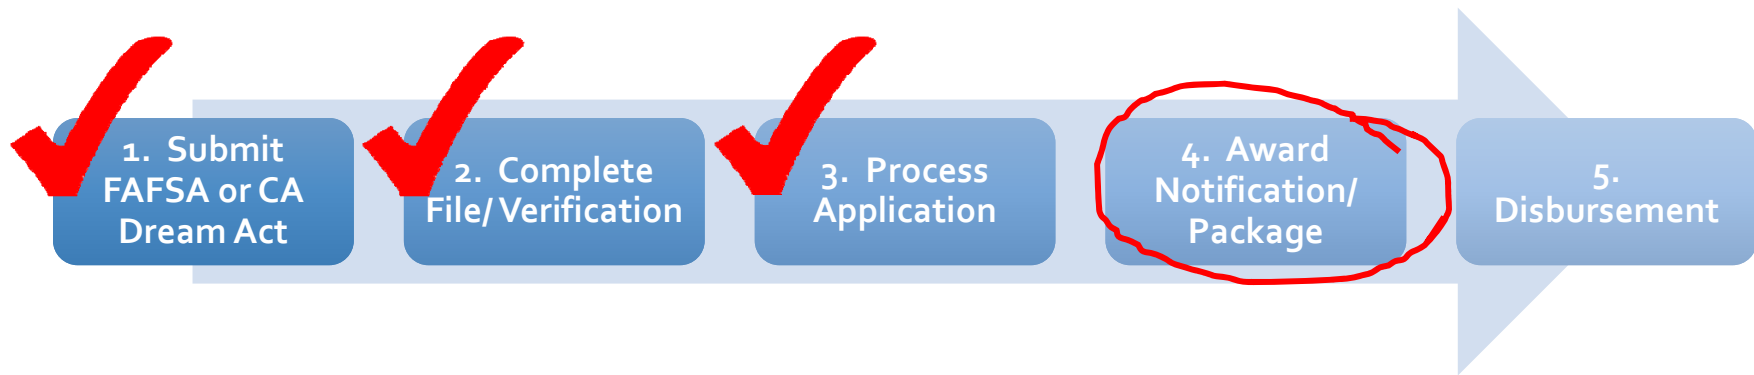 1. Submit
FAFSA or CA
Dream Act
2. Complete
File/ Verification
3. Process
Application
4. Award
Notification/
Package
5.
Disbursement